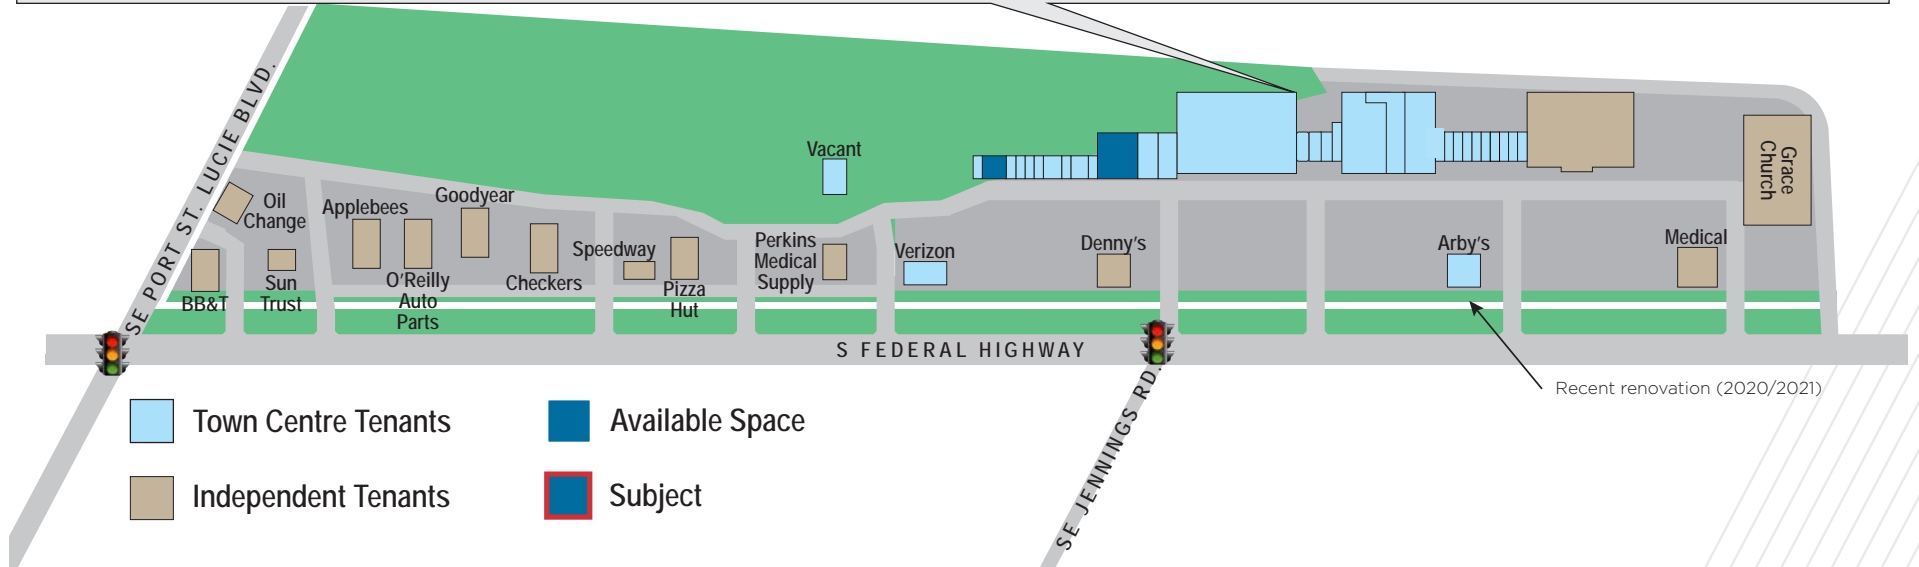 SE PORT ST. LUCIE BLVD.
Oil
Change
BB&T
Sun
Trust
Applebees
O'Reilly
Auto
Parts
Goodyear
Checkers
Speedway
Pizza
Hut
Perkins
Medical
Supply
Vacant
Verizon
Denny's
Arby's
Medical
Grace
Church
S FEDERAL HIGHWAY
SE JENNINGS RD.
Recent renovation (2020/2021)
Town Centre Tenants
Available Space
Independent Tenants
Subject